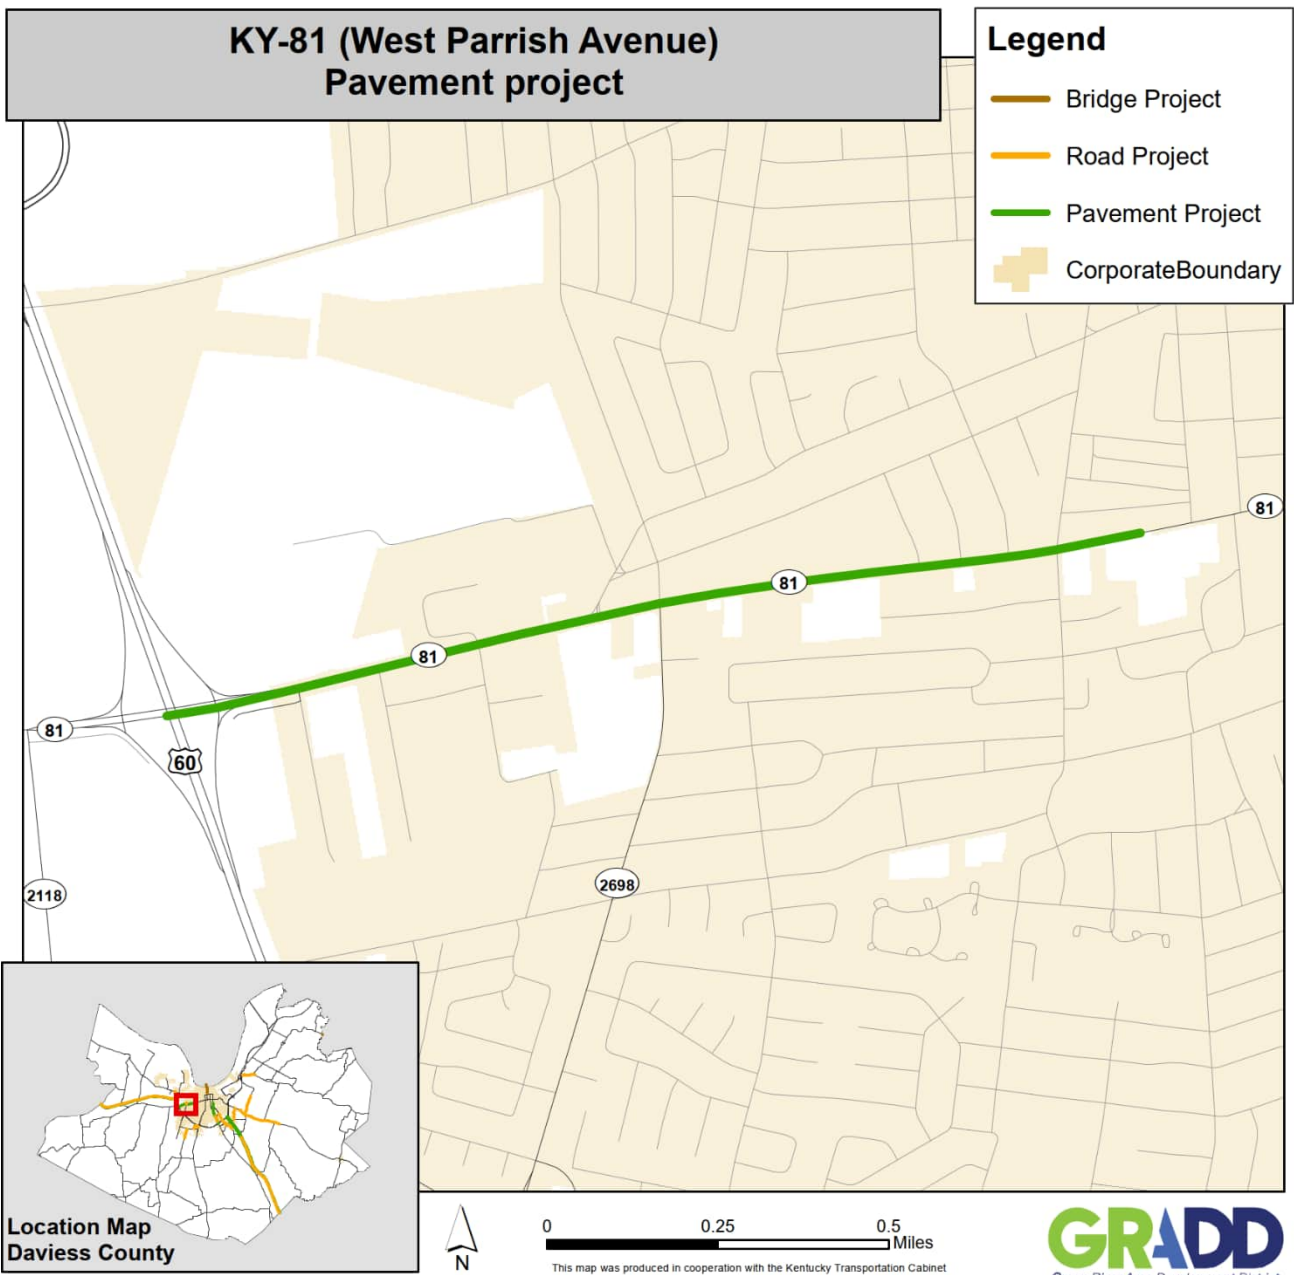 KY-81 (West Parrish Avenue)
Pavement project
Legend
Bridge Project
Road Project
Pavement Project
CorporateBoundary
81
81
81
81
60
2118
2698
Location Map
Daviess County
N
0 0.25 0.5
Miles
This map was produced in cooperation with the Kentucky Transportation Cabinet
GRADD